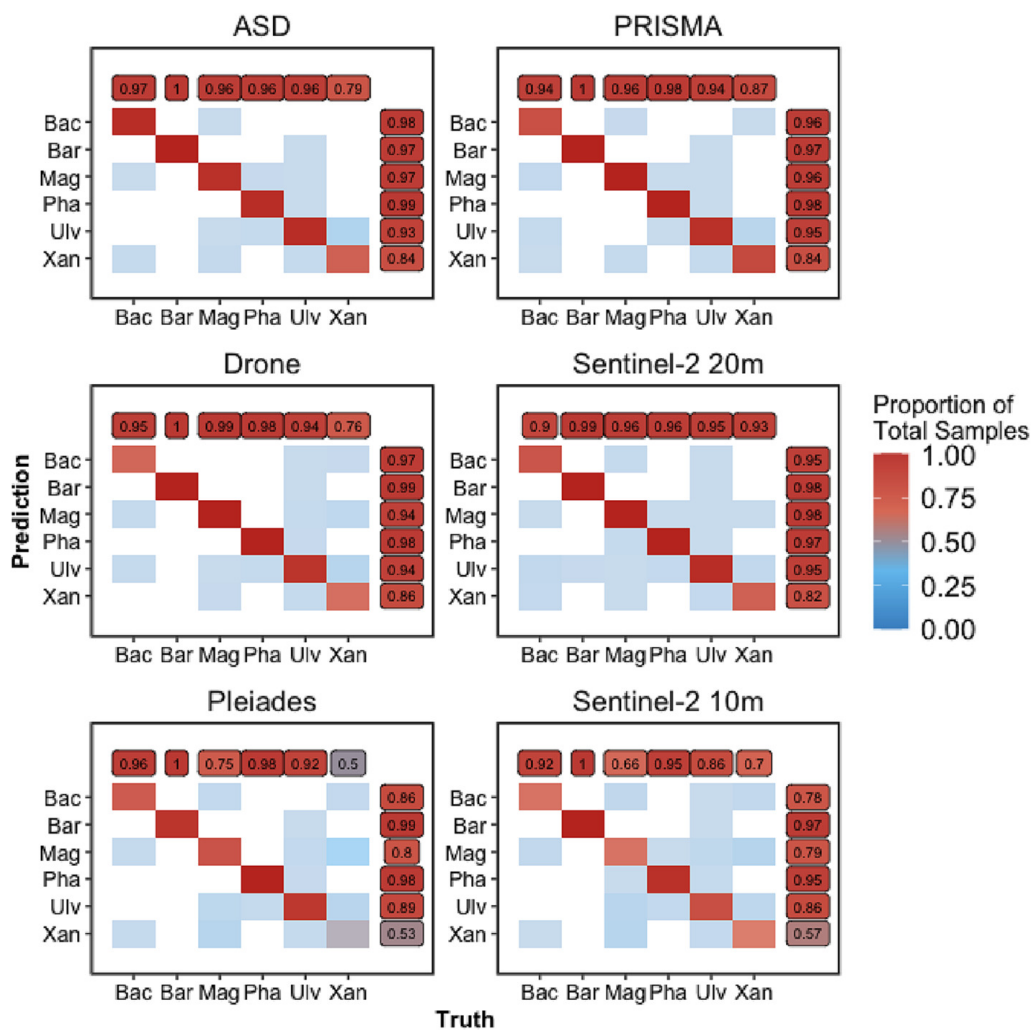 ASD
PRISMA
0.97 1 0.96 0.96 0.96 0.79
0.94 1 0.96 0.98 0.94 0.87
Bac 0.98
Bar 0.97
Mag 0.97
Pha 0.99
Ulv 0.93
Xan 0.84
Bac 0.96
Bar 0.97
Mag 0.96
Pha 0.98
Ulv 0.95
Xan 0.84
Bac Bar Mag Pha Ulv Xan
Bac Bar Mag Pha Ulv Xan
Drone
Sentinel-2 20m
0.95 1 0.99 0.98 0.94 0.76
0.9 0.99 0.96 0.96 0.95 0.93
Bac 0.97
Bar 0.99
Mag 0.94
Pha 0.98
Ulv 0.94
Xan 0.86
Bac 0.95
Bar 0.98
Mag 0.98
Pha 0.97
Ulv 0.95
Xan 0.82
Bac Bar Mag Pha Ulv Xan
Bac Bar Mag Pha Ulv Xan
Prediction
Proportion of
Total Samples
1.00
0.75
0.50
0.25
0.00
Pleiades
Sentinel-2 10m
0.96 1 0.75 0.98 0.92 0.5
0.92 1 0.66 0.95 0.86 0.7
Bac 0.86
Bar 0.99
Mag 0.8
Pha 0.98
Ulv 0.89
Xan 0.53
Bac 0.78
Bar 0.97
Mag 0.79
Pha 0.95
Ulv 0.86
Xan 0.57
Bac Bar Mag Pha Ulv Xan
Bac Bar Mag Pha Ulv Xan
Truth